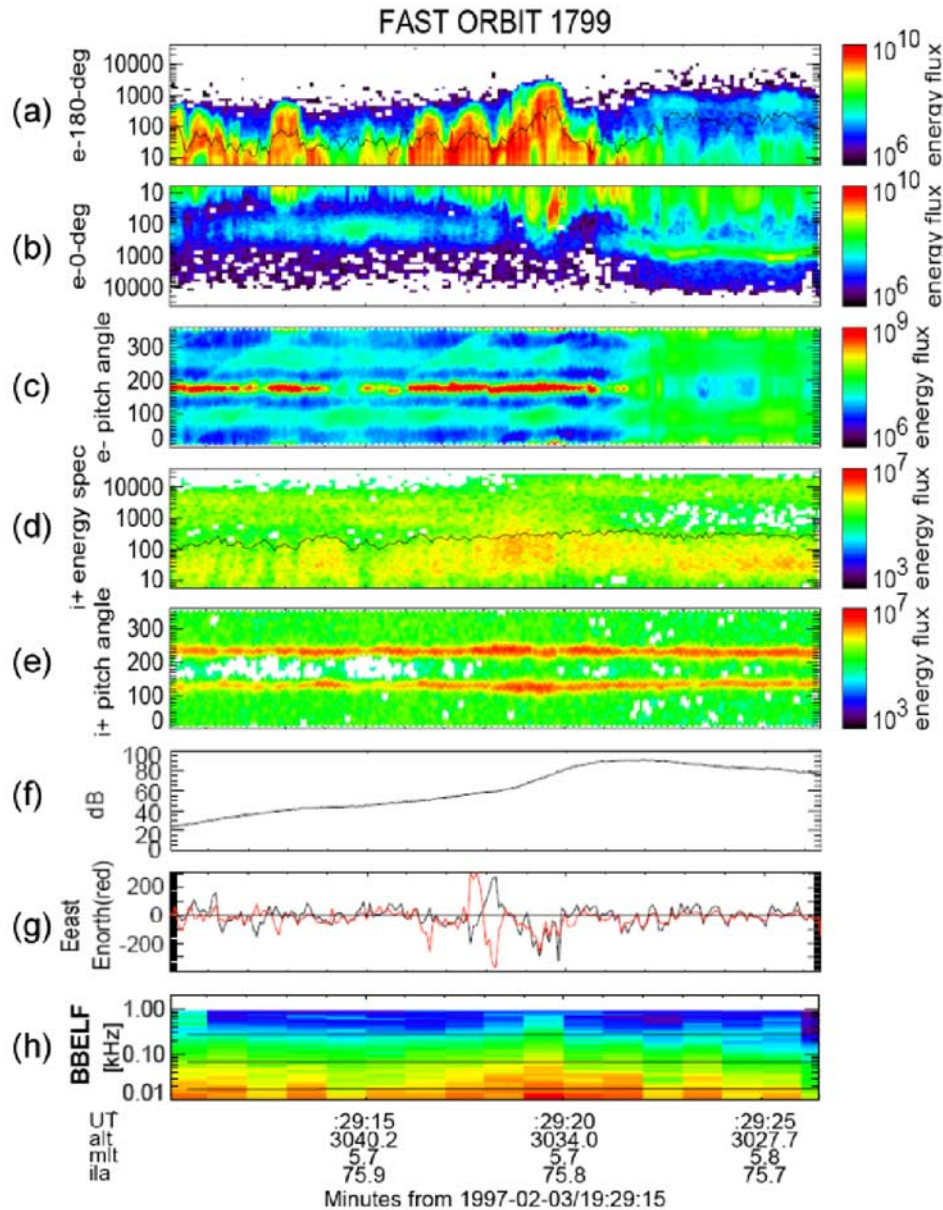 FAST ORBIT 1799
(a)
e-180-deg
10000
1000
100
10
10^10
10^6
energy flux
(b)
e-0-deg
10
100
1000
10000
10^10
10^6
energy flux
(c)
e- pitch angle
300
200
100
0
10^9
10^6
energy flux
(d)
i+ energy spec
10000
1000
100
10
10^7
10^3
energy flux
(e)
i+ pitch angle
300
200
100
0
10^7
10^3
energy flux
(f)
dB
100
80
60
40
20
0
(g)
Eeast
Enorth(red)
200
0
-200
(h)
BBELF
[kHz]
1.00
0.10
0.01
UT :29:15 :29:20 :29:25
alt 3040.2 3034.0 3027.7
mlt 5.7 5.7 5.8
ila 75.9 75.8 75.7
Minutes from 1997-02-03/19:29:15